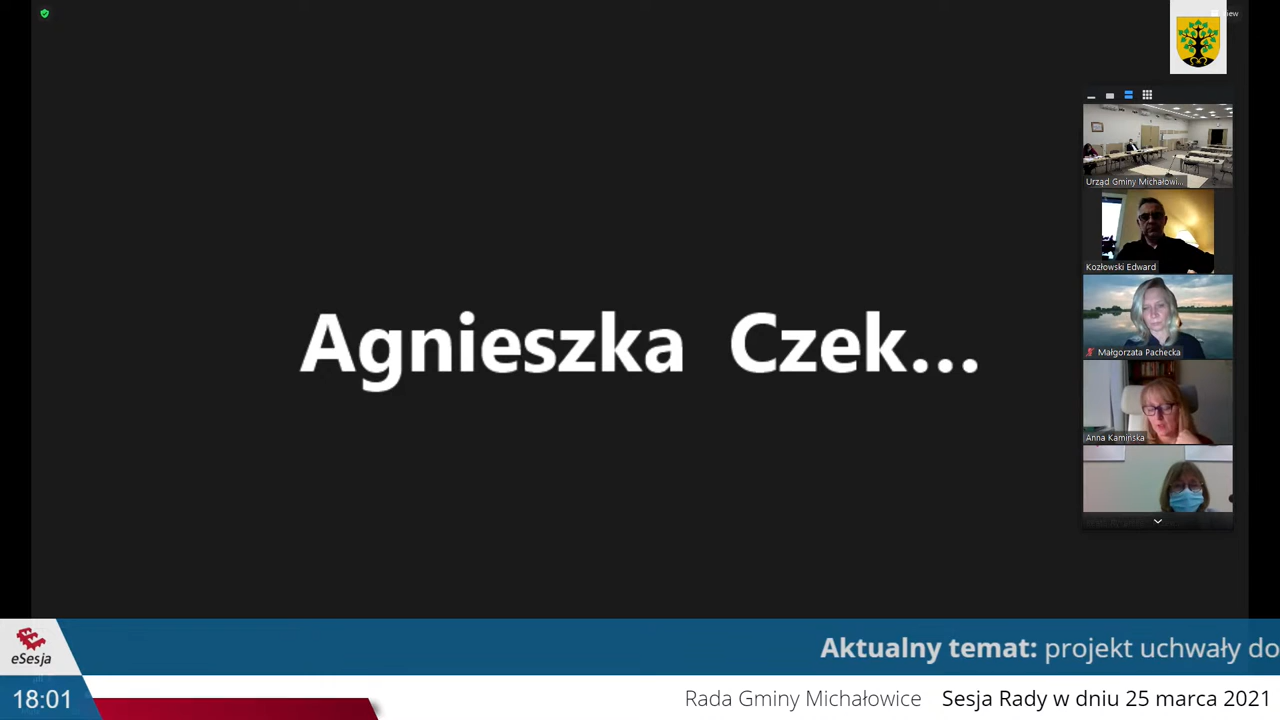 View
Urząd Gminy Michałowi...
Kozłowski Edward
Małgorzata Pachecka
Anna Kamińska
Agnieszka Czek...
eSesja
Aktualny temat: projekt uchwały do
18:01
Rada Gminy Michałowice Sesja Rady w dniu 25 marca 2021